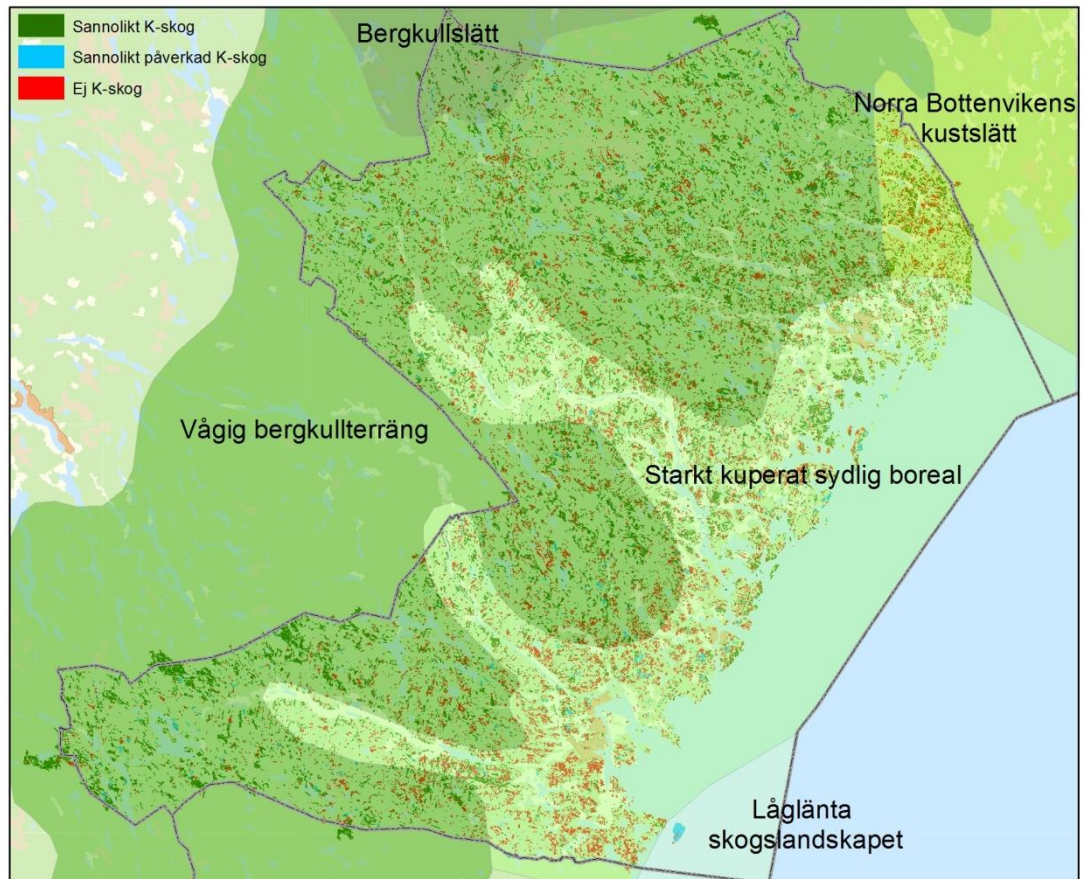 Sannolikt K-skog
Sannolikt påverkad K-skog
Ej K-skog
Bergkullslätt
Norra Bottenvikens
kustslätt
Vågig bergkullterräng
Starkt kuperat sydlig boreal
Låglänta
skogslandskapet